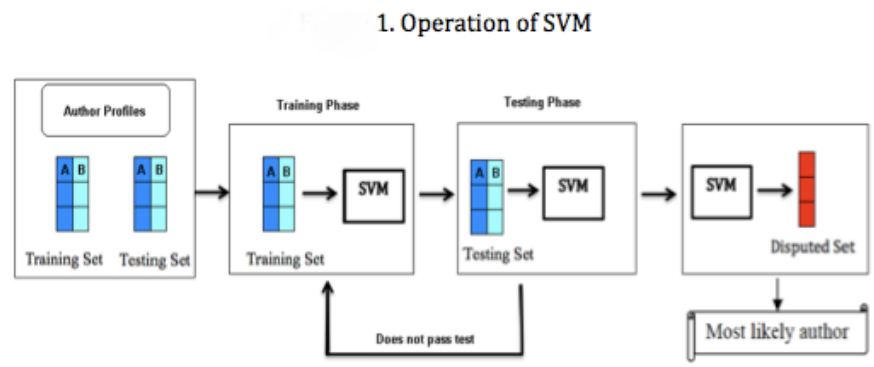 1. Operation of SVM
Author Profiles
A B
A B
Training Set
Testing Set
Training Phase
A B
SVM
Training Set
Testing Phase
A B
SVM
Testing Set
SVM
Disputed Set
Does not pass test
Most likely author